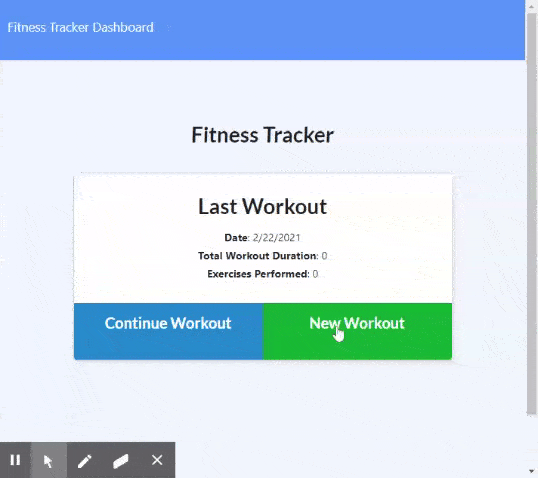 Fitness Tracker Dashboard
Fitness Tracker
Last Workout
Date: 2/22/2021
Total Workout Duration: 0
Exercises Performed: 0
Continue Workout New Workout